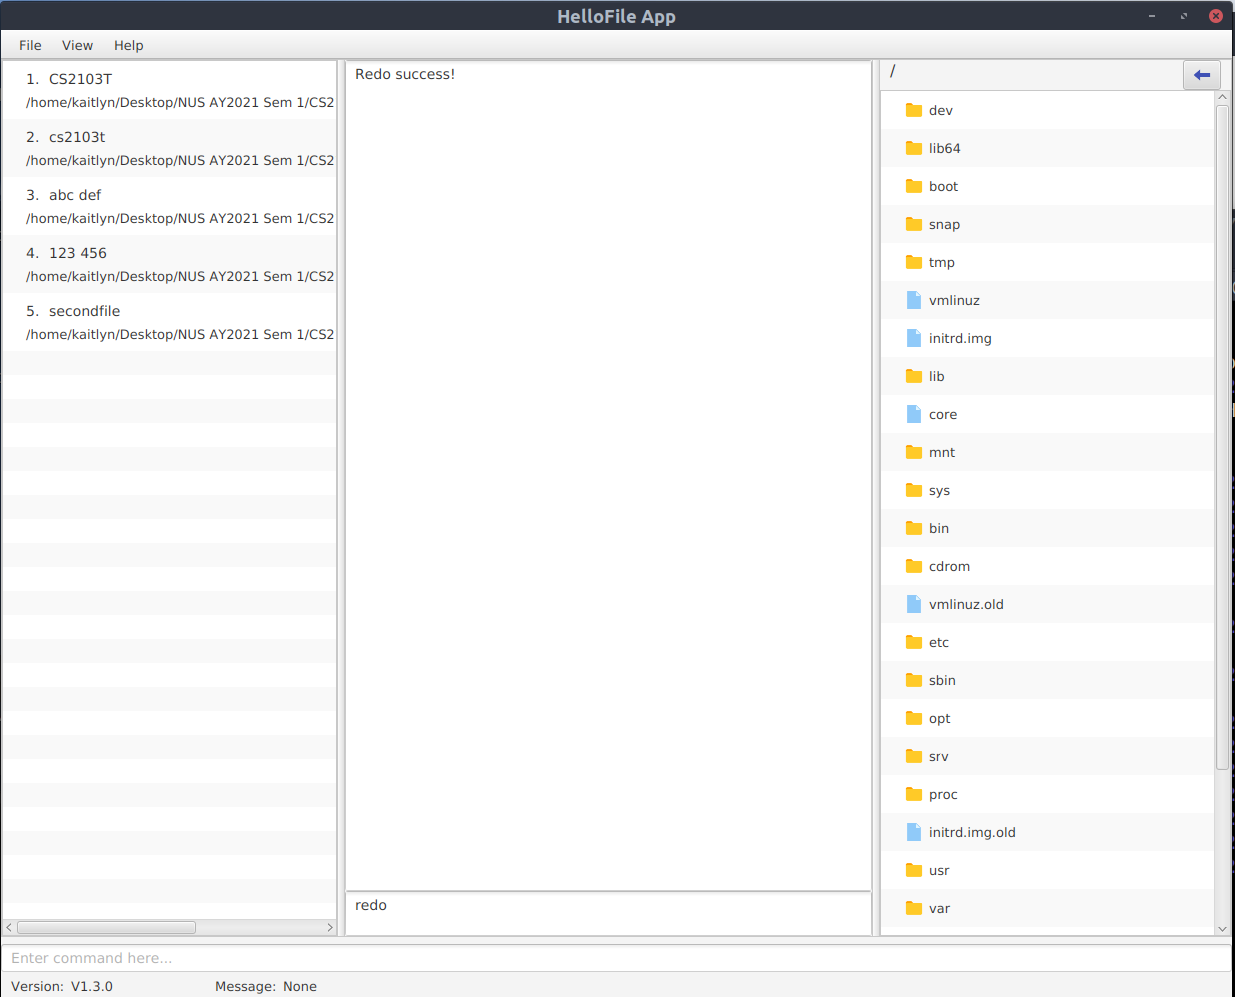 HelloFile App
File View Help
1. CS2103T
/home/kaitlyn/Desktop/NUS AY2021 Sem 1/CS2
2. cs2103t
/home/kaitlyn/Desktop/NUS AY2021 Sem 1/CS2
3. abc def
/home/kaitlyn/Desktop/NUS AY2021 Sem 1/CS2
4. 123 456
/home/kaitlyn/Desktop/NUS AY2021 Sem 1/CS2
5. secondfile
/home/kaitlyn/Desktop/NUS AY2021 Sem 1/CS2
Redo success!
redo
/
dev
lib64
boot
snap
tmp
vmlinuz
initrd.img
lib
core
mnt
sys
bin
cdrom
vmlinuz.old
etc
sbin
opt
srv
proc
initrd.img.old
usr
var
Enter command here...
Version: V1.3.0 Message: None